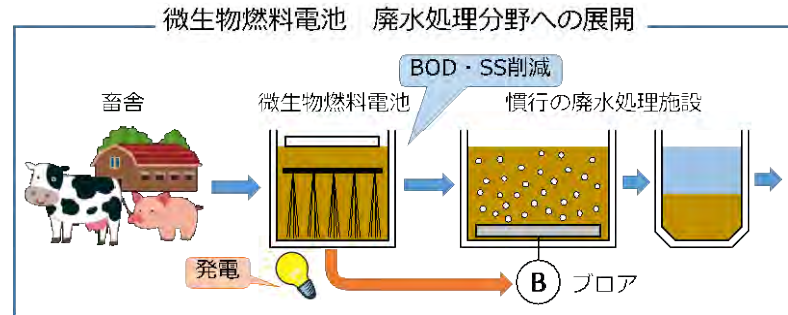 微生物燃料電池 廃水処理分野への展開
BOD・SS削減
畜舎
微生物燃料電池
慣行の廃水処理施設
発電
B
ブロア